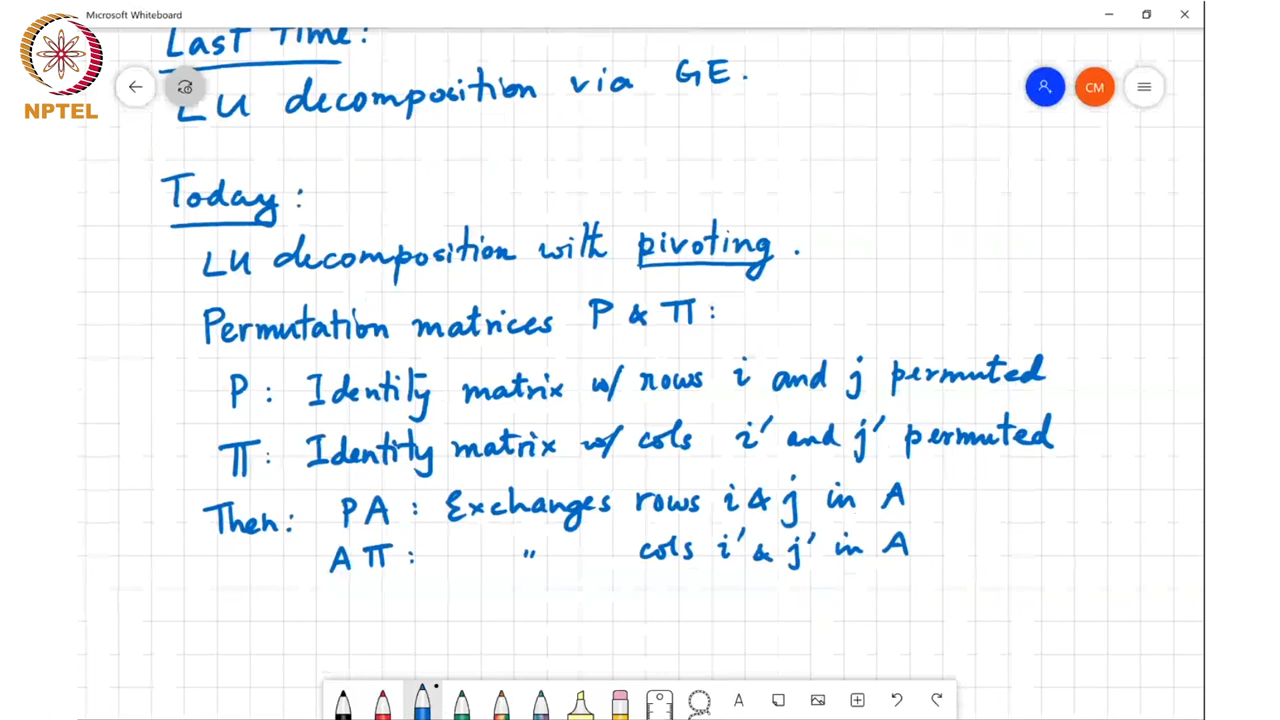 Microsoft Whiteboard
Last Time:
NPTEL
CM
LU decomposition via GE.
Today:
LU decomposition with pivoting.
Permutation matrices P & Π:
P: Identity matrix w/ rows i and j permuted
Π: Identity matrix w/ cols i' and j' permuted
Then: PA: Exchanges rows i & j in A
AΠ: " cols i' & j' in A
A